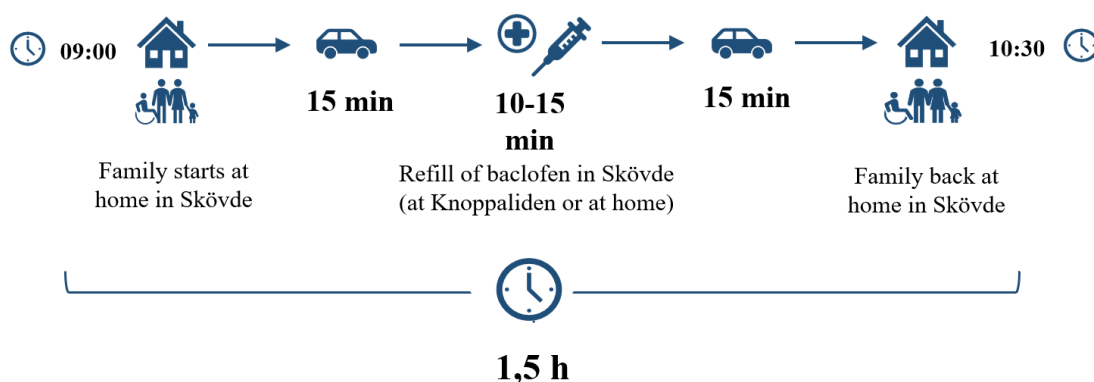 09:00
15 min
10-15
min
15 min
10:30
Family starts at
home in Skövde
Refill of baclofen in Skövde
(at Knoppaliden or at home)
Family back at
home in Skövde
1,5 h